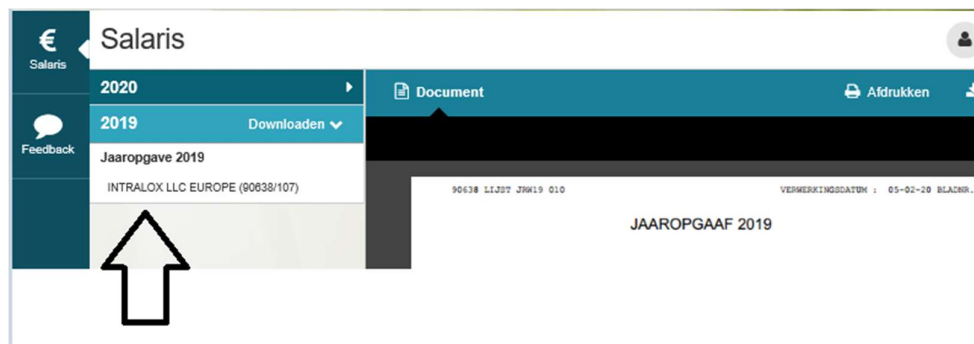 €
Salaris
Salaris
2020
2019 Downloaden
Feedback
Jaaropgave 2019
INTRALOX LLC EUROPE (90638/107)
Document
Afdrukken
90638 LIJST JRW19 010
VERWERKINGSDATUM : 05-02-20 BLADNR.
JAAROPGAAF 2019